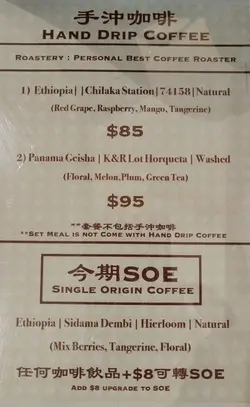 手沖咖啡
HAND DRIP COFFEE
ROASTERY : PERSONAL BEST COFFEE ROASTER
1) Ethiopia| |Chilaka Station|74158|Natural
(Red Grape, Raspberry, Mango, Tangerine)
$85
2) Panama Geisha | K&R Lot Horqueta | Washed
(Floral, Melon,Plum, Green Tea)
$95
**套餐不包括手沖咖啡
**SET MEAL IS NOT COME WITH HAND DRIP COFFEE
今期SOE
SINGLE ORIGIN COFFEE
Ethiopia | Sidama Dembi | Hierloom | Natural
(Mix Berries, Tangerine, Floral)
任何咖啡飲品+$8可轉SOE
ADD $8 UPGRADE TO SOE